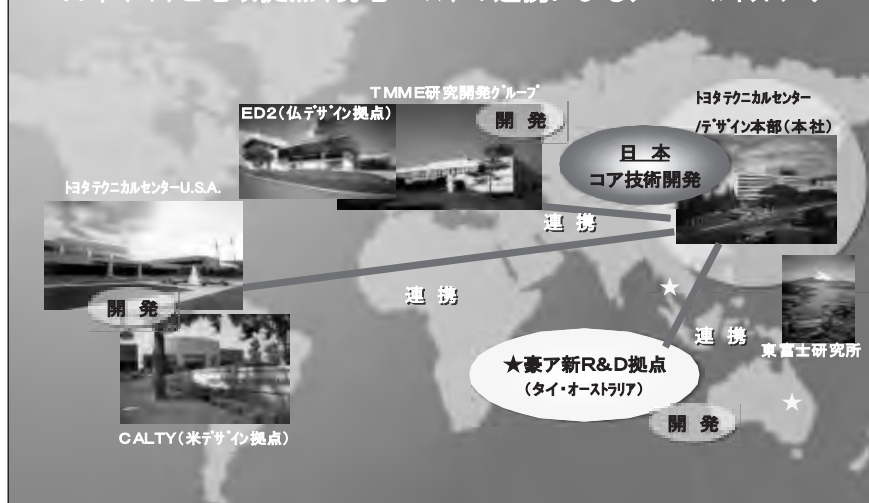 TMME研究開発グループ
ED2(仏デザイン拠点)
開 発
トヨタテクニカルセンター
/デザイン本部(本社)
日 本
コア技術開発
トヨタテクニカルセンターU.S.A.
連 携
開 発
連 携
連 携
東富士研究所
★豪ア新R&D拠点
(タイ・オーストラリア)
開 発
CALTY(米デザイン拠点)